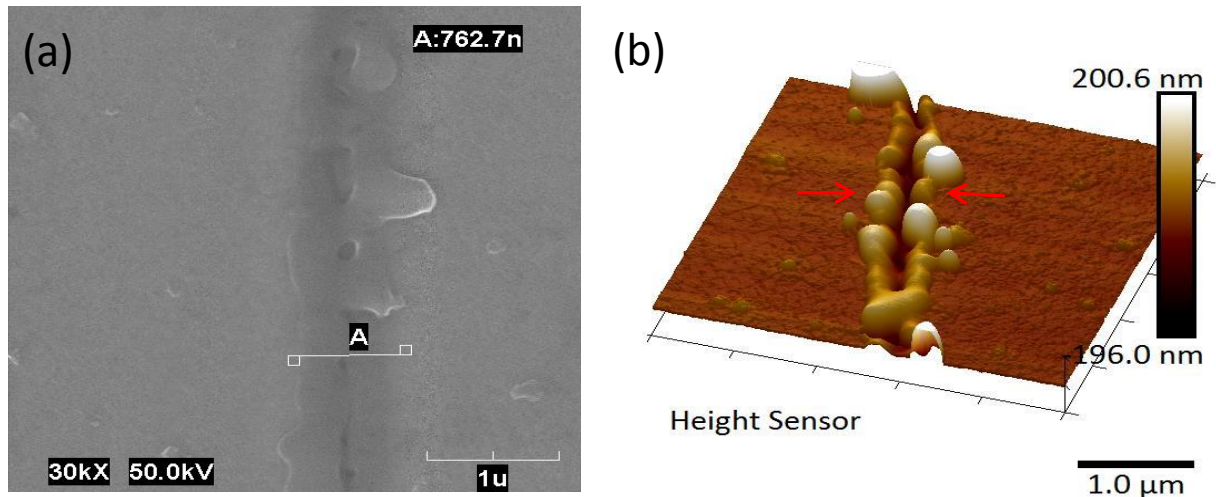 (a)
A:762.7n
A
30kX 50.0kV
1u
(b)
200.6 nm
-196.0 nm
Height Sensor
1.0 µm